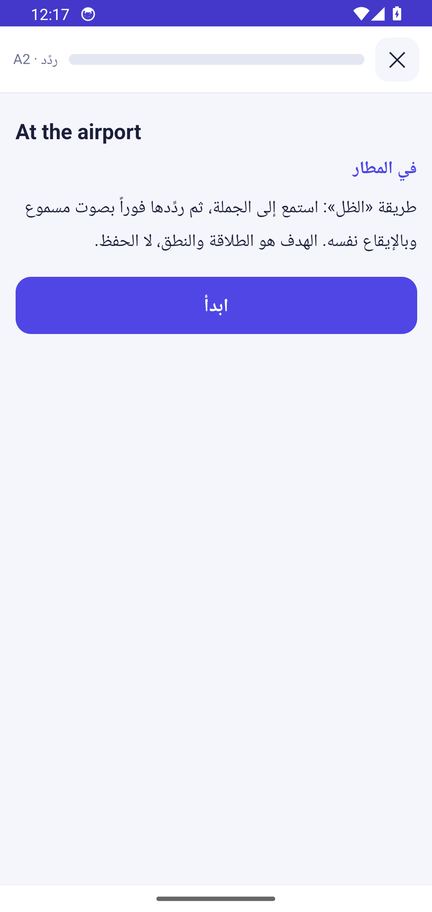 12:17
ردّد · A2
At the airport
في المطار
طريقة «الظل»: استمع إلى الجملة، ثم ردّدها فوراً بصوت مسموع
وبالإيقاع نفسه. الهدف هو الطلاقة والنطق، لا الحفظ.
ابدأ